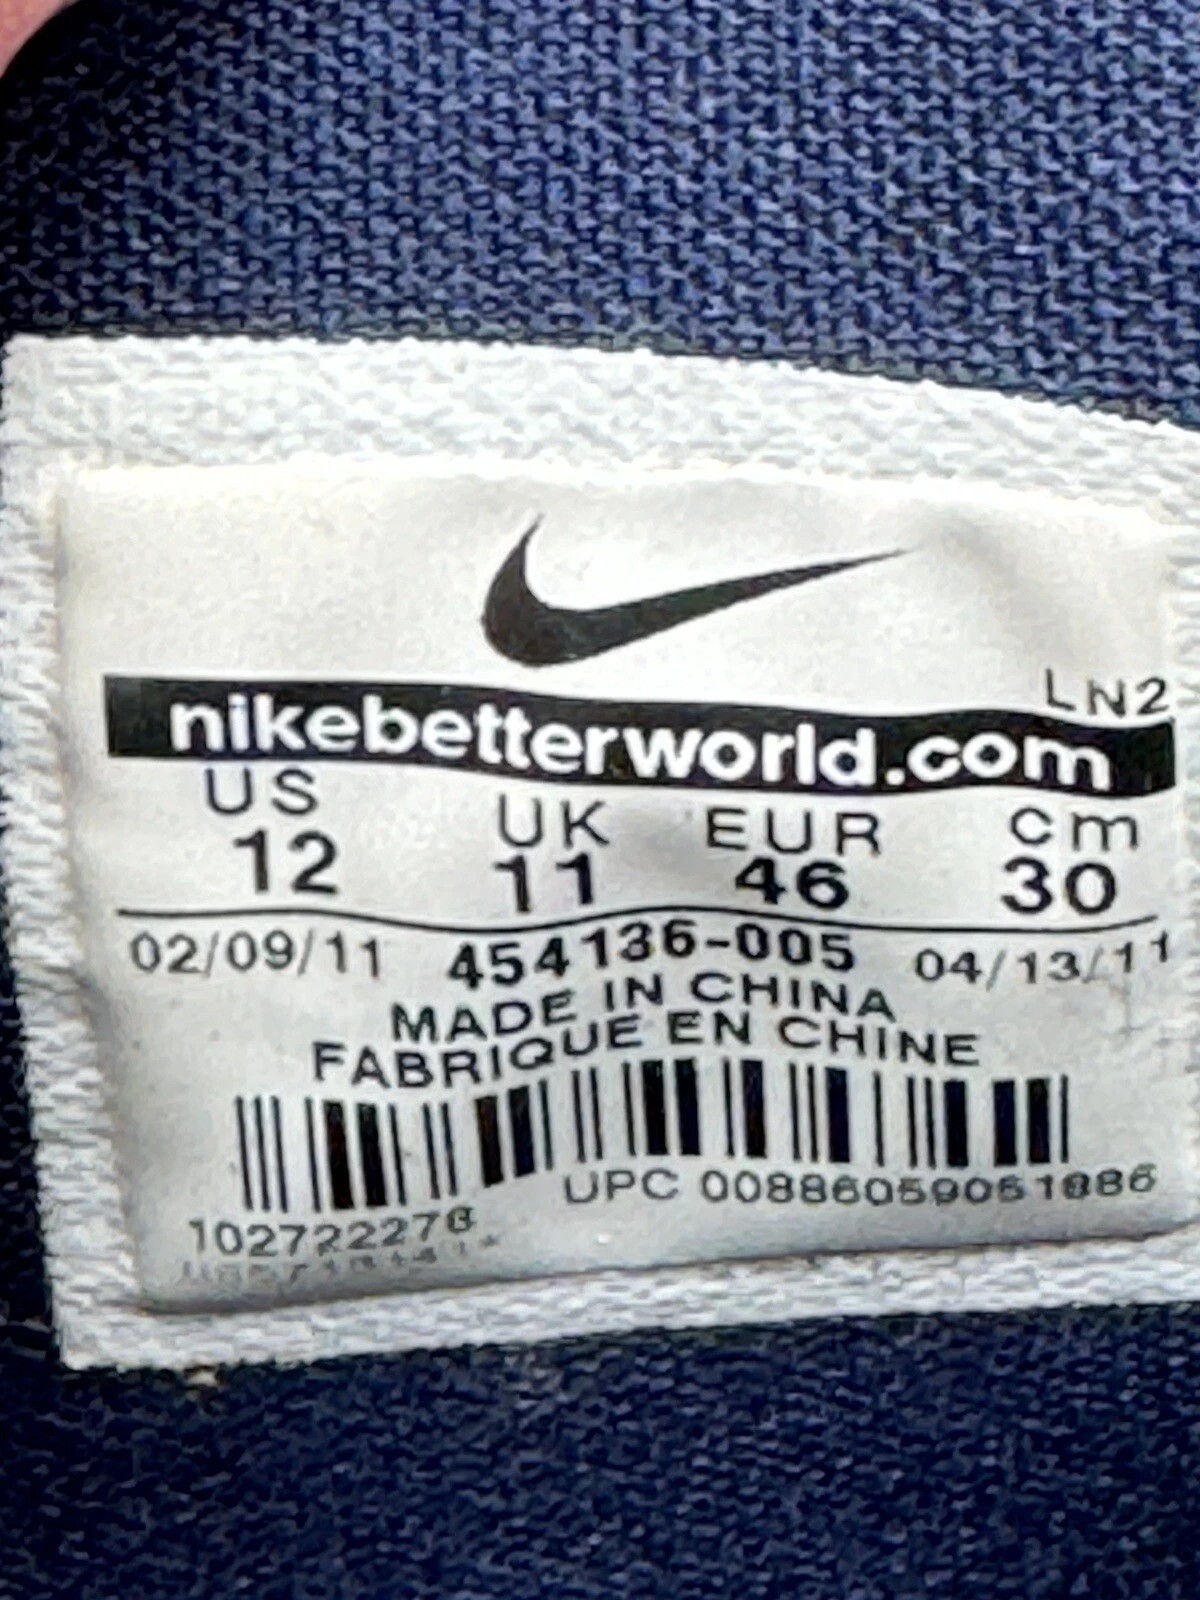 LN2
nikebetterworld.com
US UK EUR cm
12 11 46 30
02/09/11 454136-005 04/13/11
MADE IN CHINA
FABRIQUE EN CHINE
UPC 00886059051886
102722278